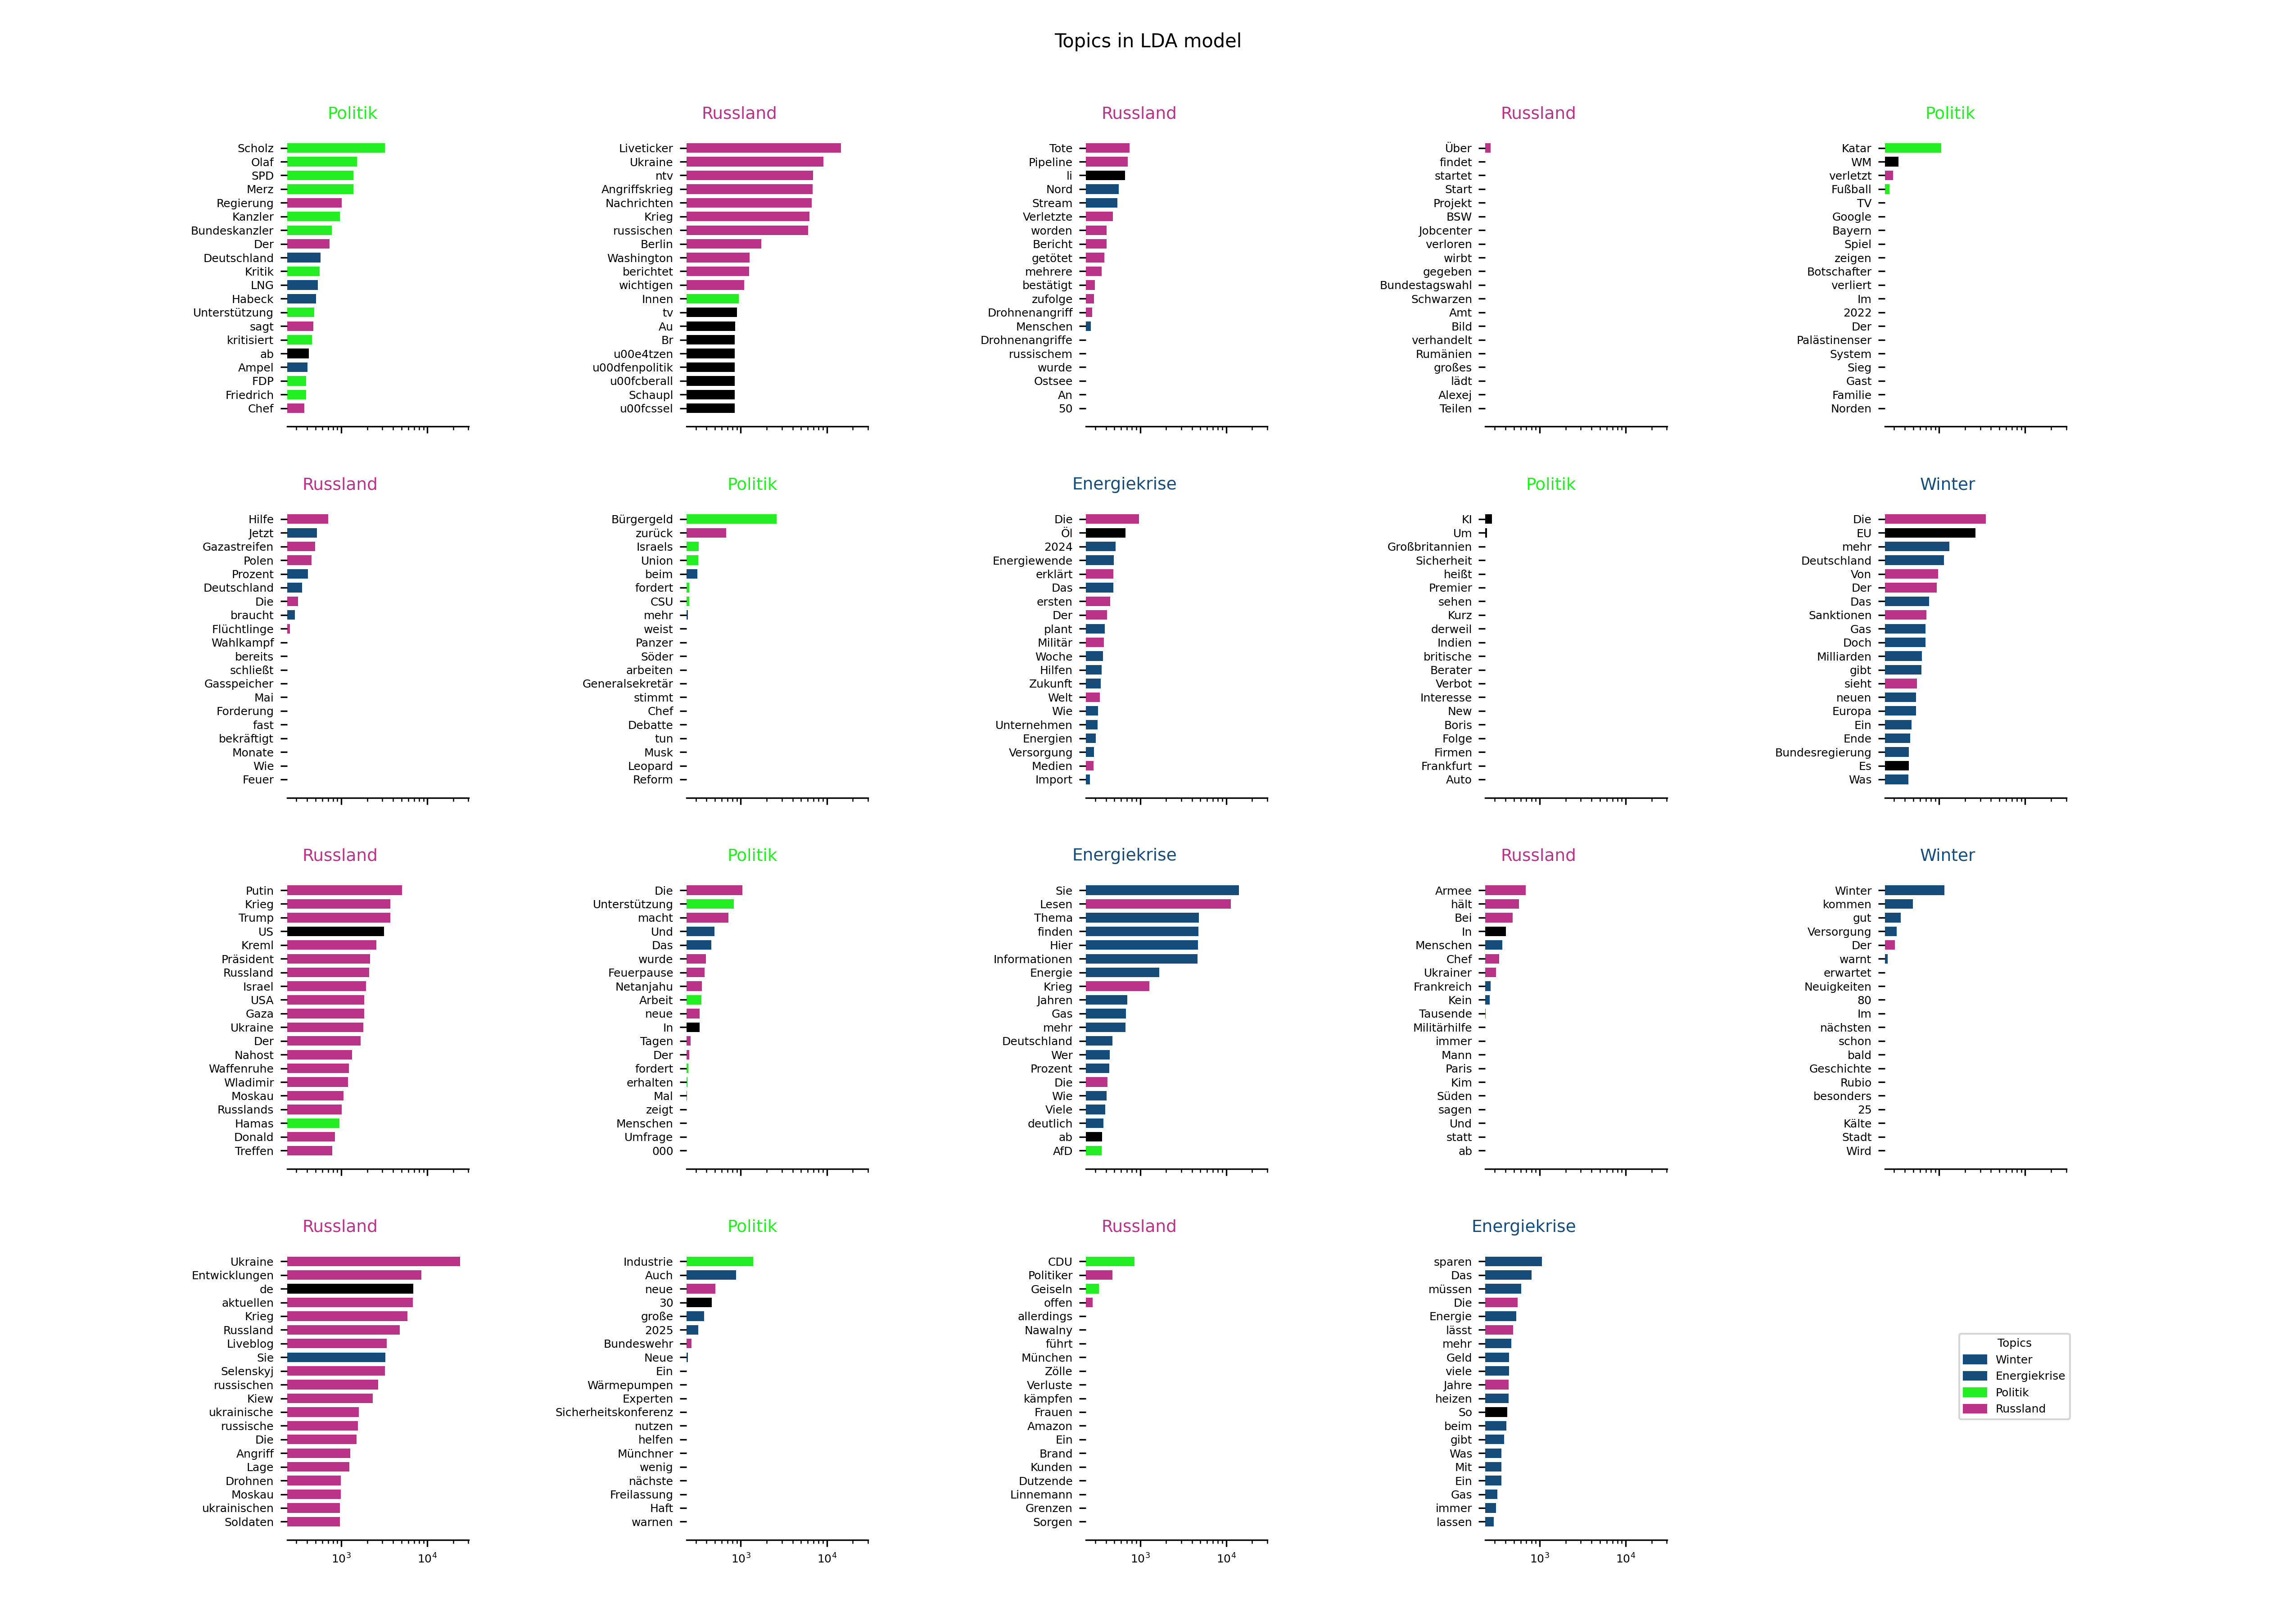 Topics in LDA model
Politik
Scholz
Olaf
SPD
Merz
Regierung
Kanzler
Bundeskanzler
Der
Deutschland
Kritik
LNG
Habeck
Unterstützung
sagt
kritisiert
ab
Ampel
FDP
Friedrich
Chef
Russland
Liveticker
Ukraine
ntv
Angriffskrieg
Nachrichten
Krieg
russischen
Berlin
Washington
berichtet
wichtigen
Innen
tv
Au
Br
u00e4tzen
u00dfenpolitik
u00fcberall
Schaupl
u00fcssel
Russland
Tote
Pipeline
li
Nord
Stream
Verletzte
worden
Bericht
getötet
mehrere
bestätigt
zufolge
Drohnenangriff
Menschen
Drohnenangriffe
russischem
wurde
Ostsee
An
50
Russland
Über
findet
startet
Start
Projekt
BSW
Jobcenter
verloren
wirbt
gegeben
Bundestagswahl
Schwarzen
Amt
Bild
verhandelt
Rumänien
großes
lädt
Alexej
Teilen
Politik
Katar
WM
verletzt
Fußball
TV
Google
Bayern
Spiel
zeigen
Botschafter
verliert
Im
2022
Der
Palästinenser
System
Sieg
Gast
Familie
Norden
Russland
Hilfe
Jetzt
Gazastreifen
Polen
Prozent
Deutschland
Die
braucht
Flüchtlinge
Wahlkampf
bereits
schließt
Gasspeicher
Mai
Forderung
fast
bekräftigt
Monate
Wie
Feuer
Politik
Bürgergeld
zurück
Israels
Union
beim
fordert
CSU
mehr
weist
Panzer
Söder
arbeiten
Generalsekretär
stimmt
Chef
Debatte
tun
Musk
Leopard
Reform
Energiekrise
Die
Öl
2024
Energiewende
erklärt
Das
ersten
Der
plant
Militär
Woche
Hilfen
Zukunft
Welt
Wie
Unternehmen
Energien
Versorgung
Medien
Import
Politik
KI
Um
Großbritannien
Sicherheit
heißt
Premier
sehen
Kurz
derweil
Indien
britische
Berater
Verbot
Interesse
New
Boris
Folge
Firmen
Frankfurt
Auto
Winter
Die
EU
mehr
Deutschland
Von
Der
Das
Sanktionen
Gas
Doch
Milliarden
gibt
sieht
neuen
Europa
Ein
Ende
Bundesregierung
Es
Was
Russland
Putin
Krieg
Trump
US
Kreml
Präsident
Russland
Israel
USA
Gaza
Ukraine
Der
Nahost
Waffenruhe
Wladimir
Moskau
Russlands
Hamas
Donald
Treffen
Politik
Die
Unterstützung
macht
Und
Das
wurde
Feuerpause
Netanjahu
Arbeit
neue
In
Tagen
Der
fordert
erhalten
Mal
zeigt
Menschen
Umfrage
000
Energiekrise
Sie
Lesen
Thema
finden
Hier
Informationen
Energie
Krieg
Jahren
Gas
mehr
Deutschland
Wer
Prozent
Die
Wie
Viele
deutlich
ab
AfD
Russland
Armee
hält
Bei
In
Menschen
Chef
Ukrainer
Frankreich
Kein
Tausende
Militärhilfe
immer
Mann
Paris
Kim
Süden
sagen
Und
statt
ab
Winter
Winter
kommen
gut
Versorgung
Der
warnt
erwartet
Neuigkeiten
80
Im
nächsten
schon
bald
Geschichte
Rubio
besonders
25
Kälte
Stadt
Wird
Russland
Ukraine
Entwicklungen
de
aktuellen
Krieg
Russland
Liveblog
Sie
Selenskyj
russischen
Kiew
ukrainische
russische
Die
Angriff
Lage
Drohnen
Moskau
ukrainischen
Soldaten
10³ 10⁴
Politik
Industrie
Auch
neue
30
große
2025
Bundeswehr
Neue
Ein
Wärmepumpen
Experten
Sicherheitskonferenz
nutzen
helfen
Münchner
wenig
nächste
Freilassung
Haft
warnen
10³ 10⁴
Russland
CDU
Politiker
Geiseln
offen
allerdings
Nawalny
führt
München
Zölle
Verluste
kämpfen
Frauen
Amazon
Ein
Brand
Kunden
Dutzende
Linnemann
Grenzen
Sorgen
10³ 10⁴
Energiekrise
sparen
Das
müssen
Die
Energie
lässt
mehr
Geld
viele
Jahre
heizen
So
beim
gibt
Was
Mit
Ein
Gas
immer
lassen
10³ 10⁴
Topics
Winter
Energiekrise
Politik
Russland